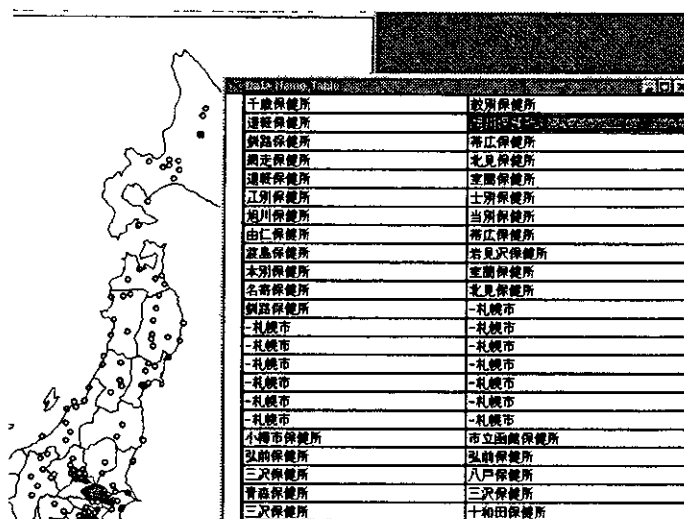 Data Name Table
千歳保健所 紋別保健所
遠軽保健所
釧路保健所 帯広保健所
網走保健所 北見保健所
遠軽保健所 室蘭保健所
江別保健所 士別保健所
旭川保健所 当別保健所
由仁保健所 帯広保健所
渡島保健所 岩見沢保健所
本別保健所 室蘭保健所
名寄保健所 北見保健所
釧路保健所 -札幌市
-札幌市 -札幌市
-札幌市 -札幌市
-札幌市 -札幌市
-札幌市 -札幌市
-札幌市 -札幌市
-札幌市 -札幌市
小樽市保健所 市立函館保健所
弘前保健所 弘前保健所
三沢保健所 八戸保健所
青森保健所 三沢保健所
三沢保健所 十和田保健所